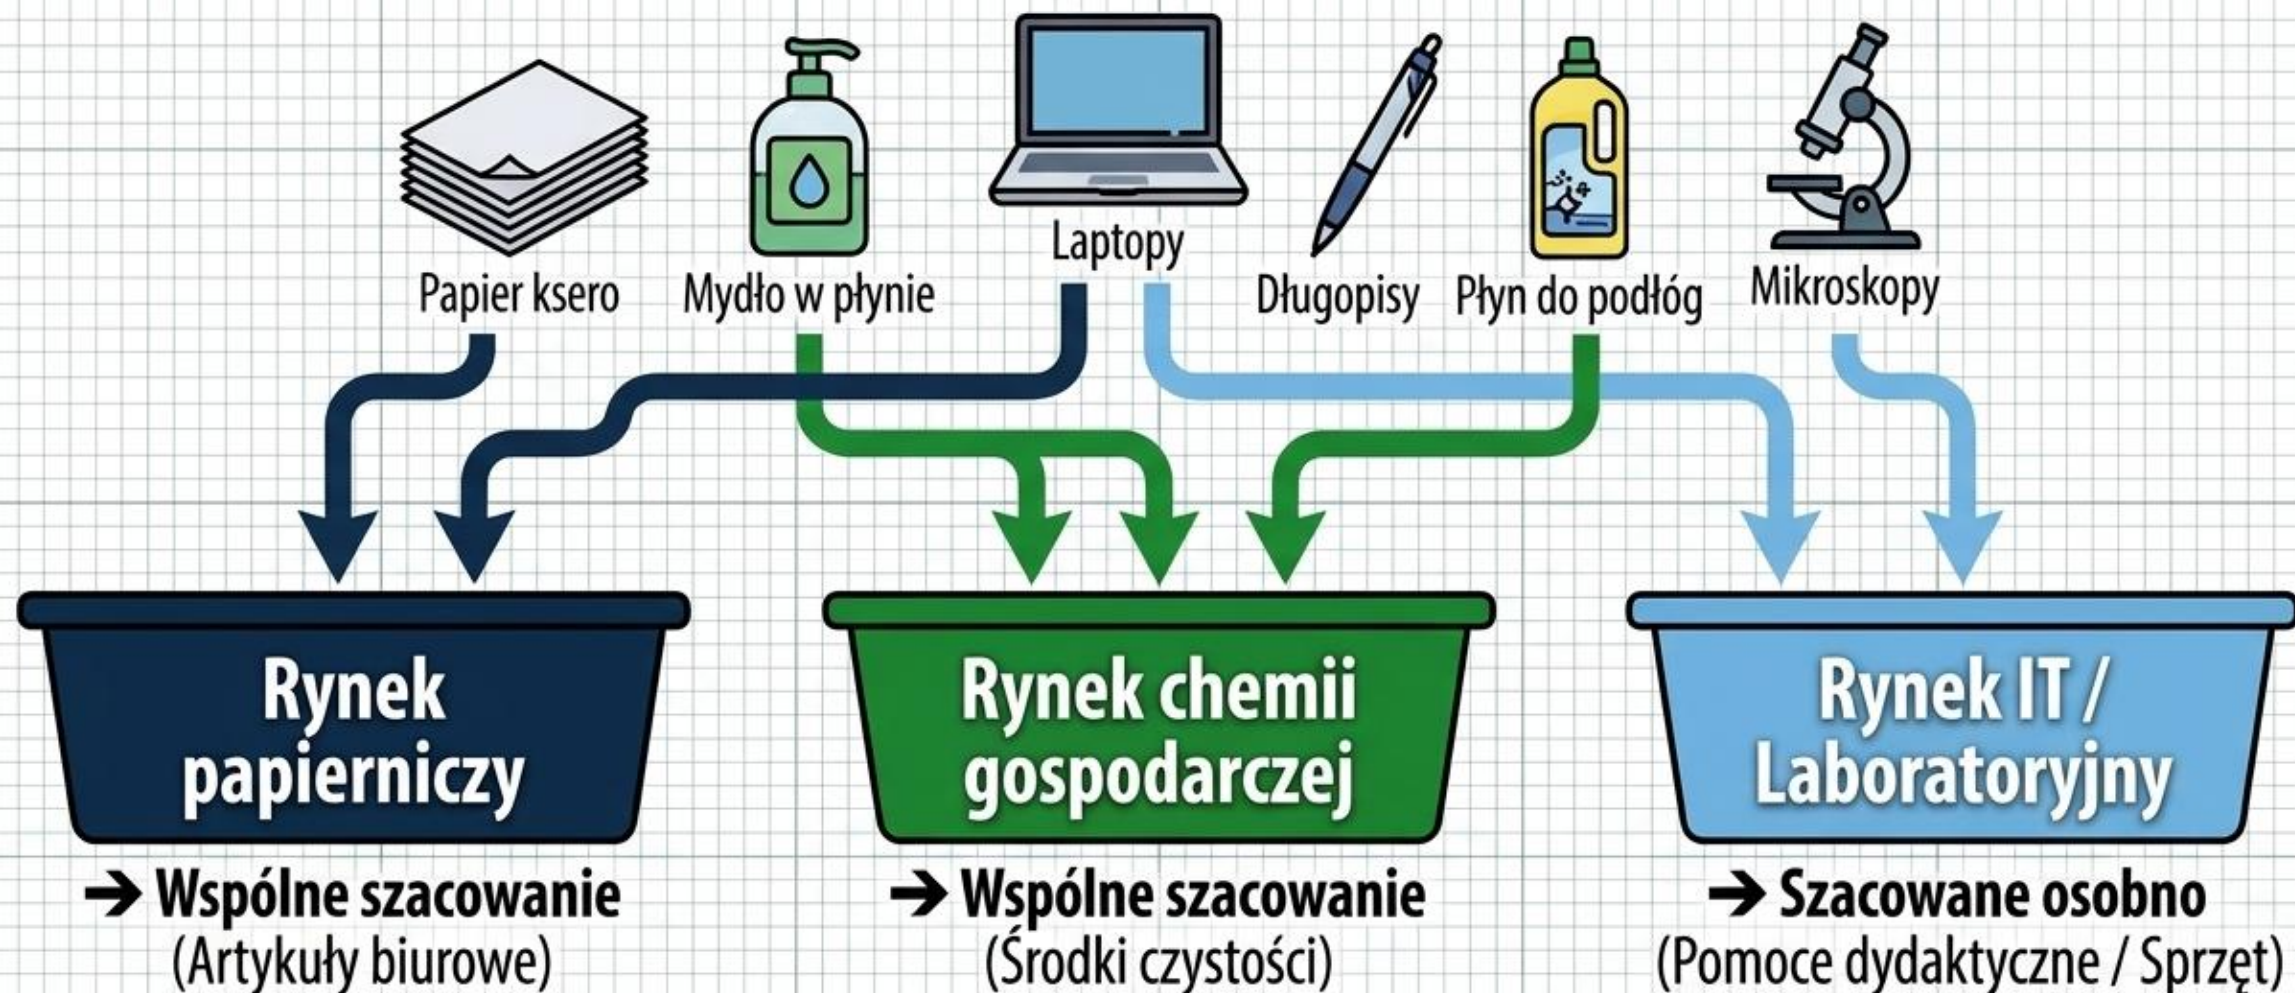 Papier ksero
Mydło w płynie
Laptopy
Długopisy
Płyn do podłóg
Mikroskopy
Rynek
papierniczy
Rynek chemii
gospodarczej
Rynek IT /
Laboratoryjny
➔ Wspólne szacowanie
(Artykuły biurowe)
➔ Wspólne szacowanie
(Środki czystości)
➔ Szacowane osobno
(Pomoce dydaktyczne / Sprzęt)